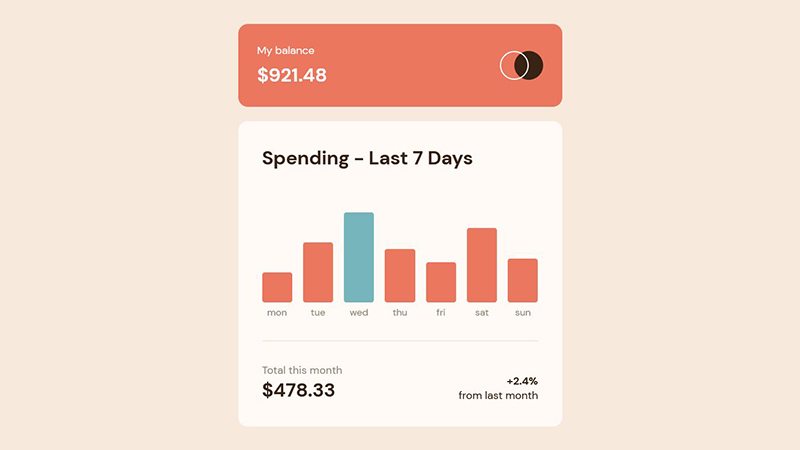 My balance
$921.48
Spending - Last 7 Days
mon tue wed thu fri sat sun
Total this month
$478.33
+2.4%
from last month